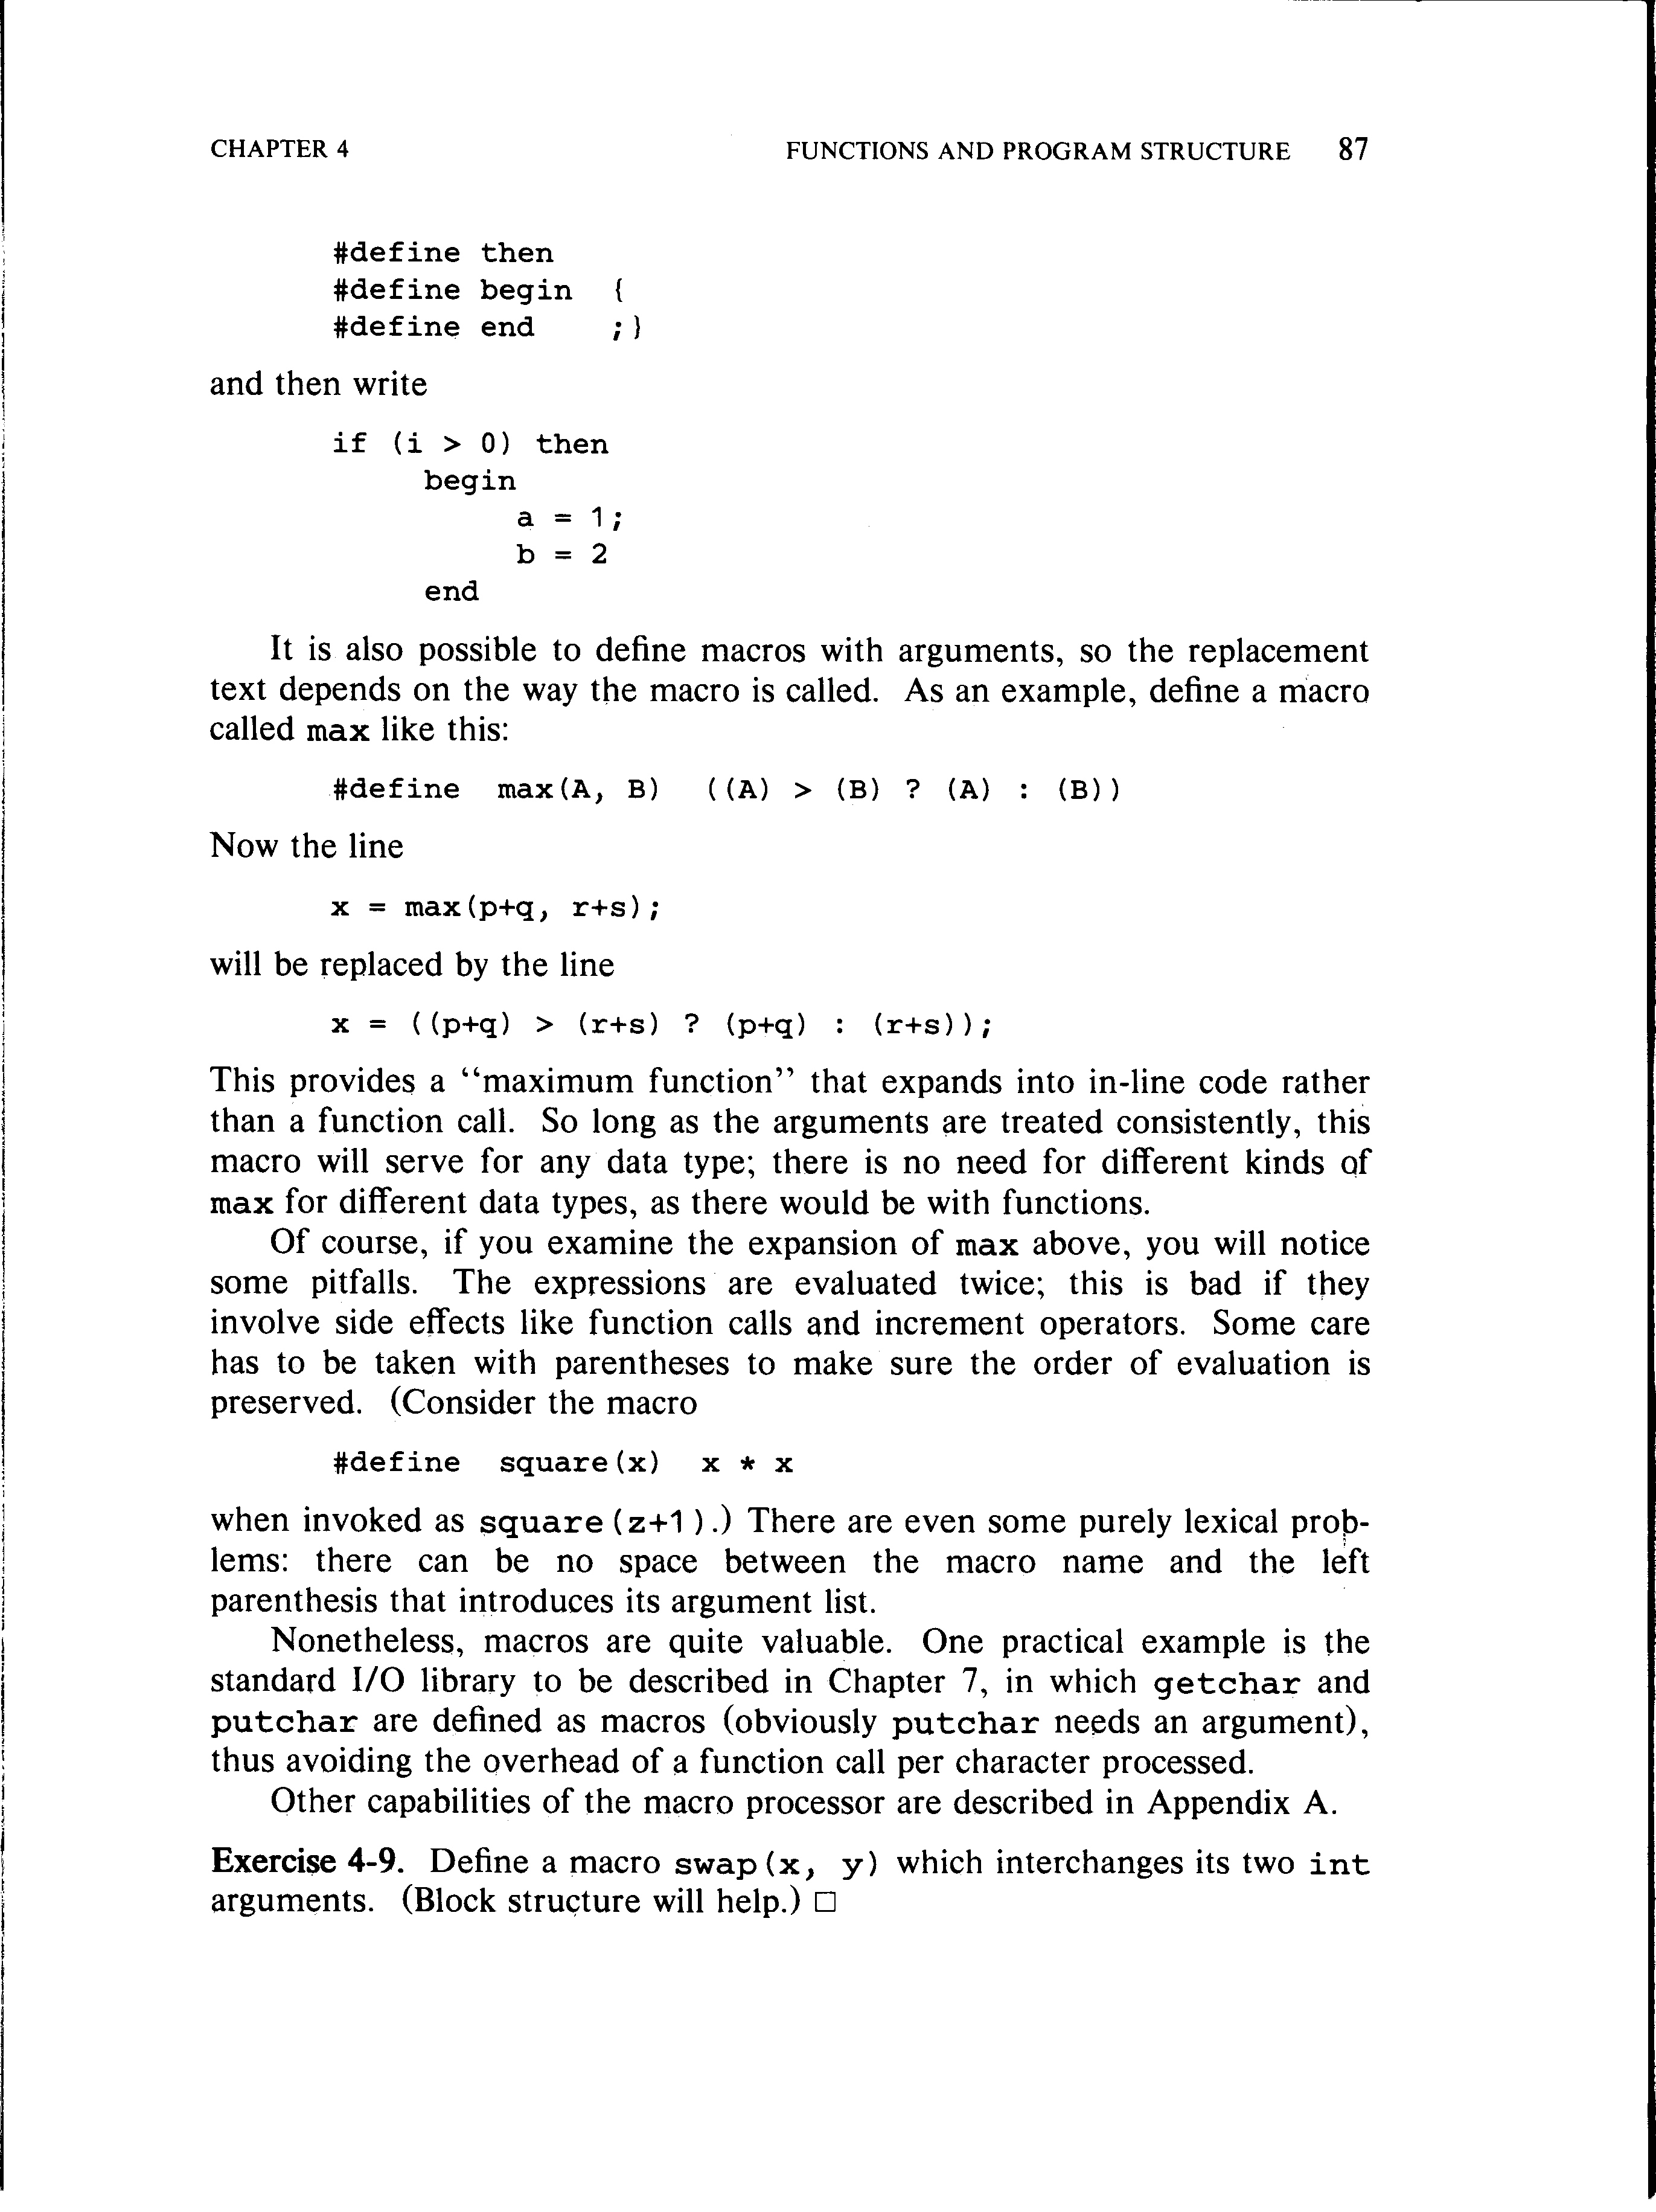 CHAPTER 4 FUNCTIONS AND PROGRAM STRUCTURE 87
#define then
#define begin {
#define end ;}
and then write
if (i > 0) then
begin
a = 1;
b = 2
end
It is also possible to define macros with arguments, so the replacement
text depends on the way the macro is called. As an example, define a macro
called max like this:
#define max(A, B) ((A) > (B) ? (A) : (B))
Now the line
x = max(p+q, r+s);
will be replaced by the line
x = ((p+q) > (r+s) ? (p+q) : (r+s));
This provides a ‘‘maximum function’’ that expands into in-line code rather
than a function call. So long as the arguments are treated consistently, this
macro will serve for any data type; there is no need for different kinds of
max for different data types, as there would be with functions.
Of course, if you examine the expansion of max above, you will notice
some pitfalls. The expressions are evaluated twice; this is bad if they
involve side effects like function calls and increment operators. Some care
has to be taken with parentheses to make sure the order of evaluation is
preserved. (Consider the macro
#define square(x) x * x
when invoked as square(z+1).) There are even some purely lexical prob-
lems: there can be no space between the macro name and the left
parenthesis that introduces its argument list.
Nonetheless, macros are quite valuable. One practical example is the
standard I/O library to be described in Chapter 7, in which getchar and
putchar are defined as macros (obviously putchar needs an argument),
thus avoiding the overhead of a function call per character processed.
Other capabilities of the macro processor are described in Appendix A.
Exercise 4-9. Define a macro swap(x, y) which interchanges its two int
arguments. (Block structure will help.) □